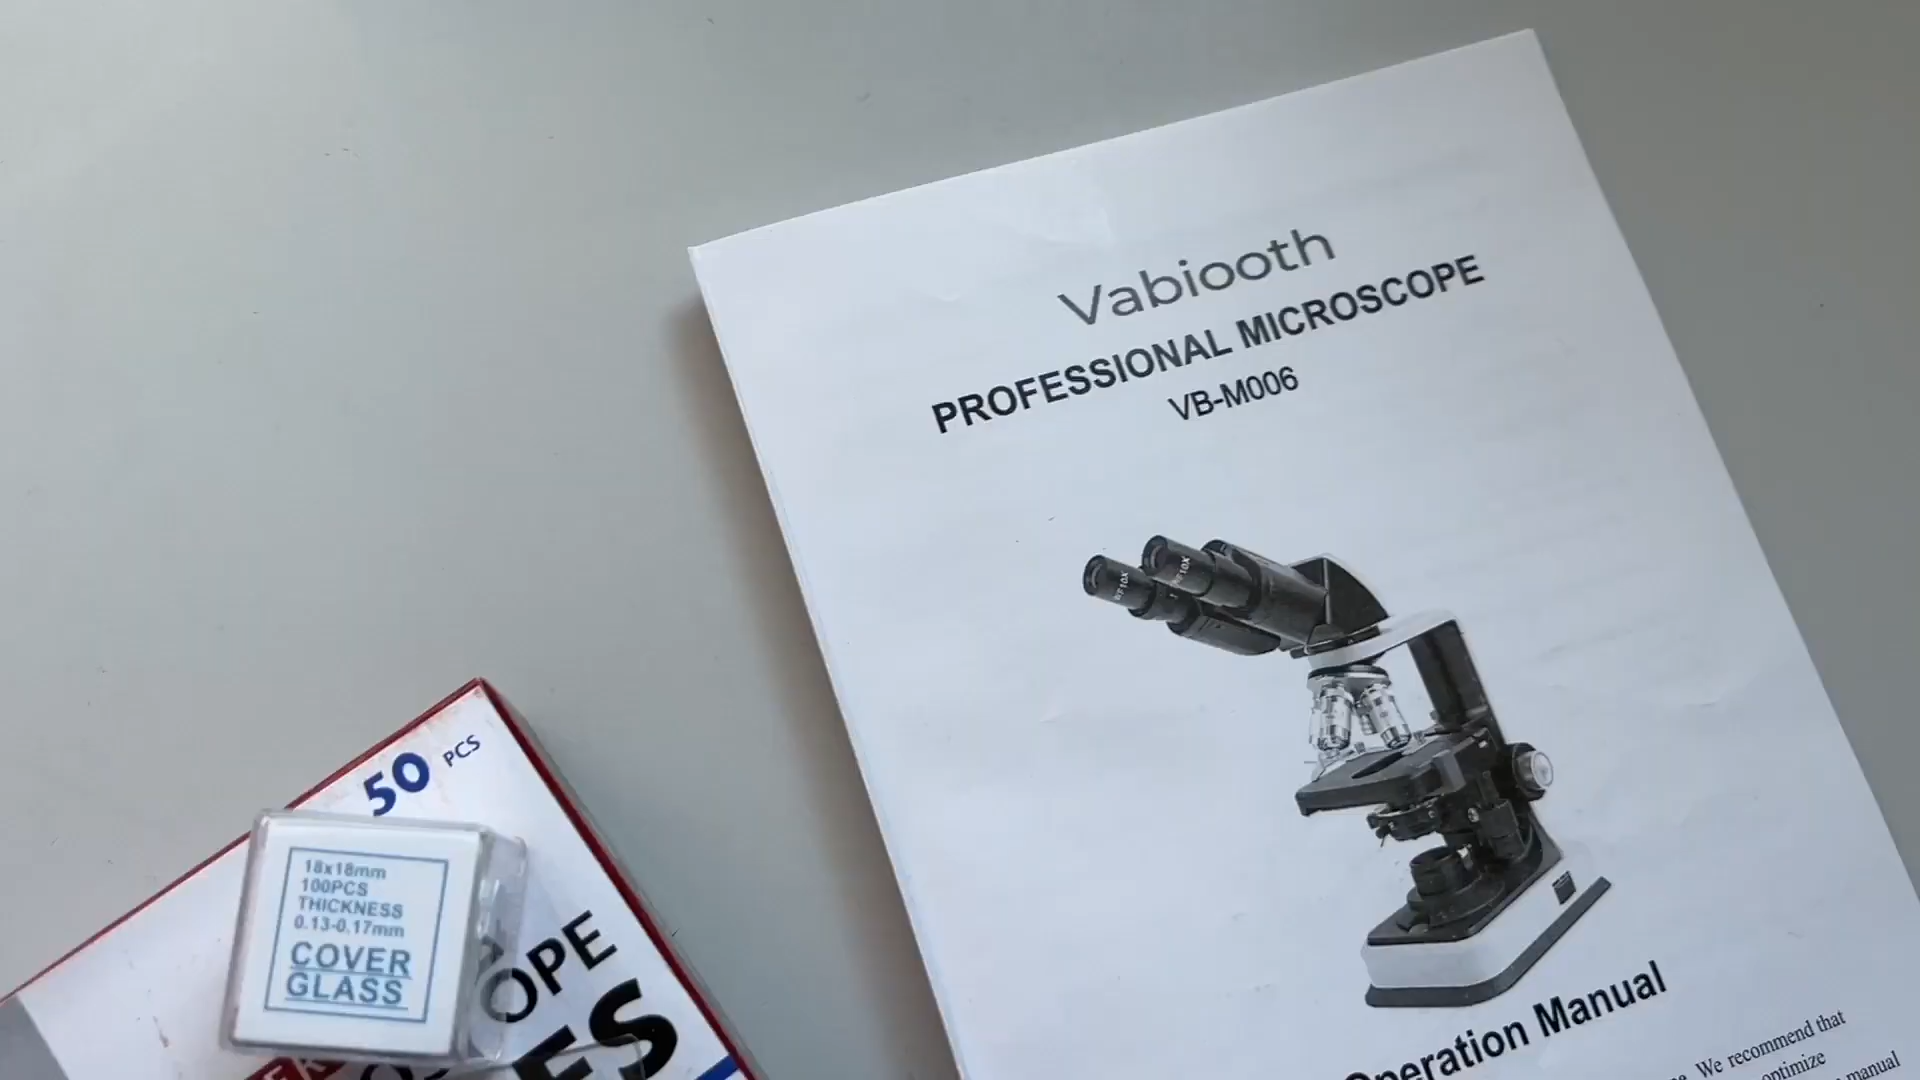 Vabiooth
PROFESSIONAL MICROSCOPE
VB-M006
WF10X
WF10X
Operation Manual
We recommend that
optimize
manual
50 PCS
18x18mm
100PCS
THICKNESS
0.13-0.17mm
COVER
GLASS
OPE
ES